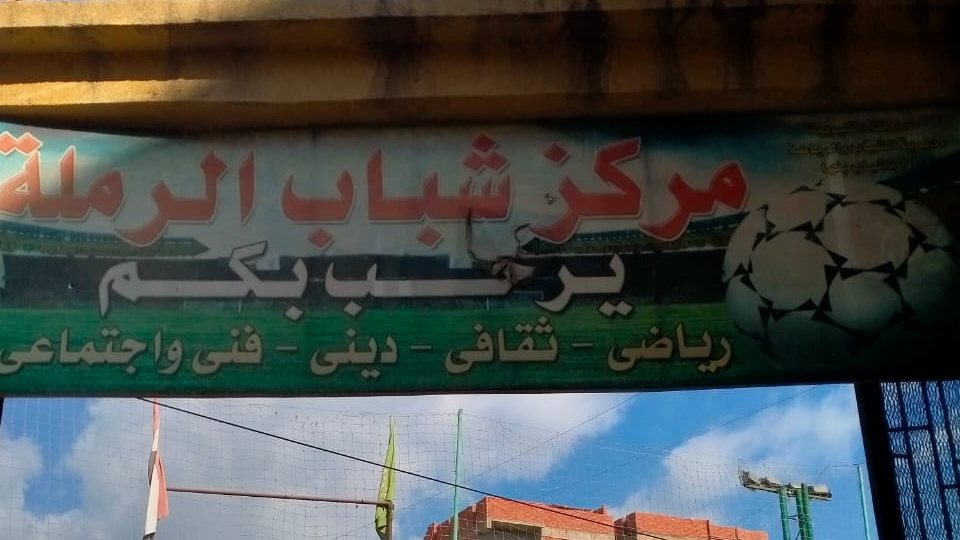 مركز شباب الرملة
يرحب بكم
رياضى - ثقافى - دينى - فنى واجتماعى